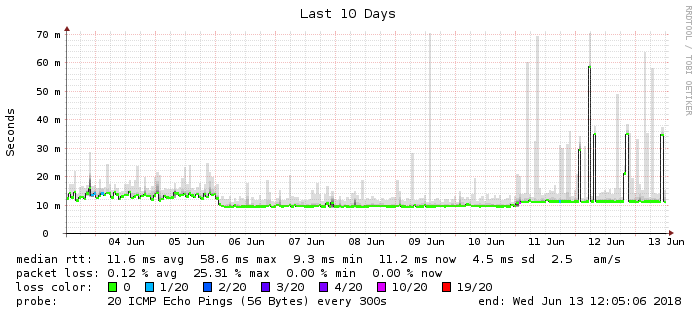 Last 10 Days
RRDTOOL / TOBI OETIKER
Seconds
70 m
60 m
50 m
40 m
30 m
20 m
10 m
0
04 Jun 05 Jun 06 Jun 07 Jun 08 Jun 09 Jun 10 Jun 11 Jun 12 Jun 13 Jun
median rtt: 11.6 ms avg 58.6 ms max 9.3 ms min 11.2 ms now 4.5 ms sd 2.5 am/s
packet loss: 0.12 % avg 25.31 % max 0.00 % min 0.00 % now
loss color: 0 1/20 2/20 3/20 4/20 10/20 19/20
probe: 20 ICMP Echo Pings (56 Bytes) every 300s end: Wed Jun 13 12:05:06 2018